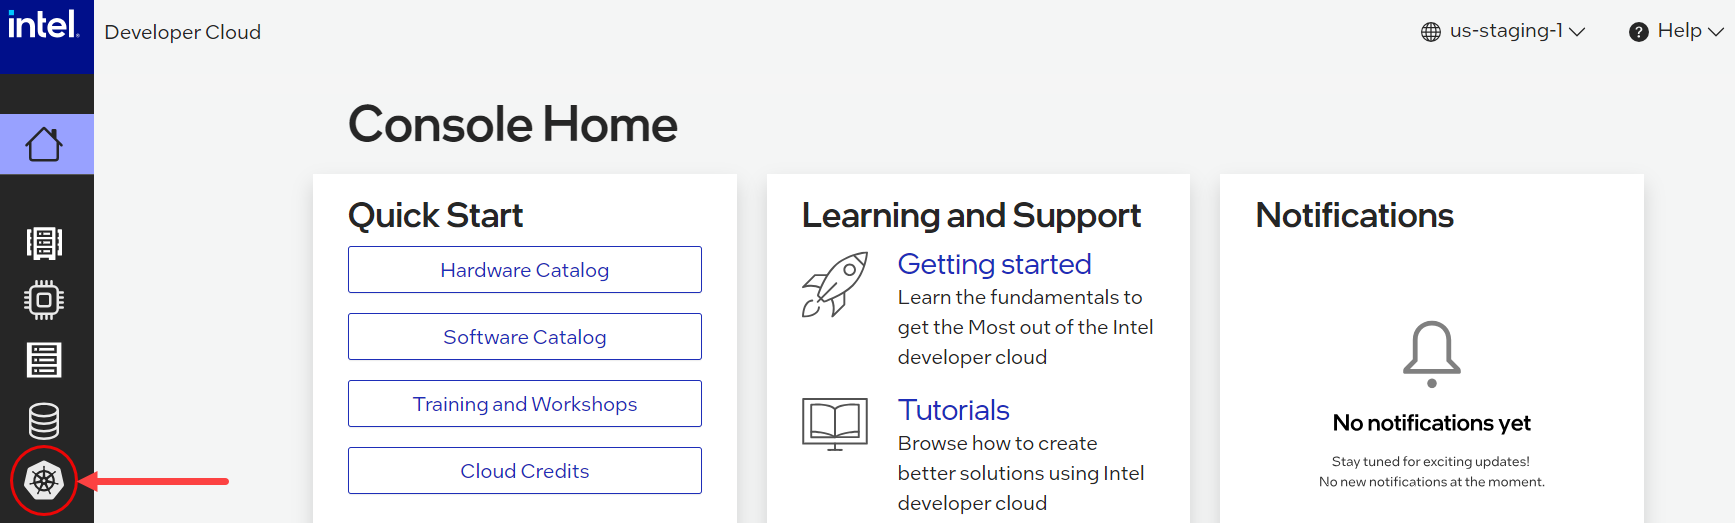 intel.
Developer Cloud
us-staging-1
? Help
Console Home
Quick Start
Hardware Catalog
Software Catalog
Training and Workshops
Cloud Credits
Learning and Support
Getting started
Learn the fundamentals to
get the Most out of the Intel
developer cloud
Tutorials
Browse how to create
better solutions using Intel
developer cloud
Notifications
No notifications yet
Stay tuned for exciting updates!
No new notifications at the moment.